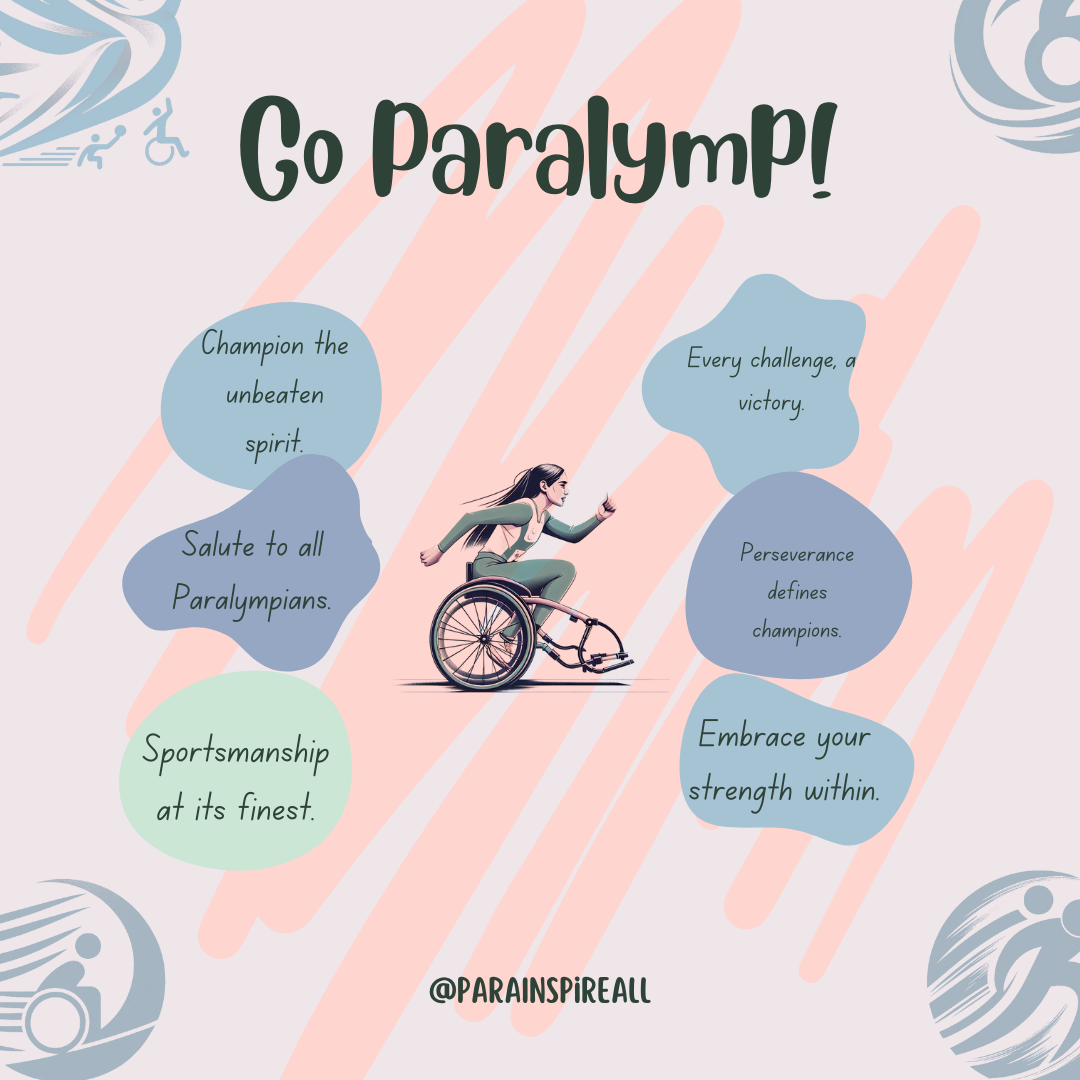 Go Paralymp!
Champion the
unbeaten
spirit.
Every challenge, a
victory.
Salute to all
Paralympians.
Perseverance
defines
champions.
Sportsmanship
at its finest.
Embrace your
strength within.
@PARAINSPIREALL